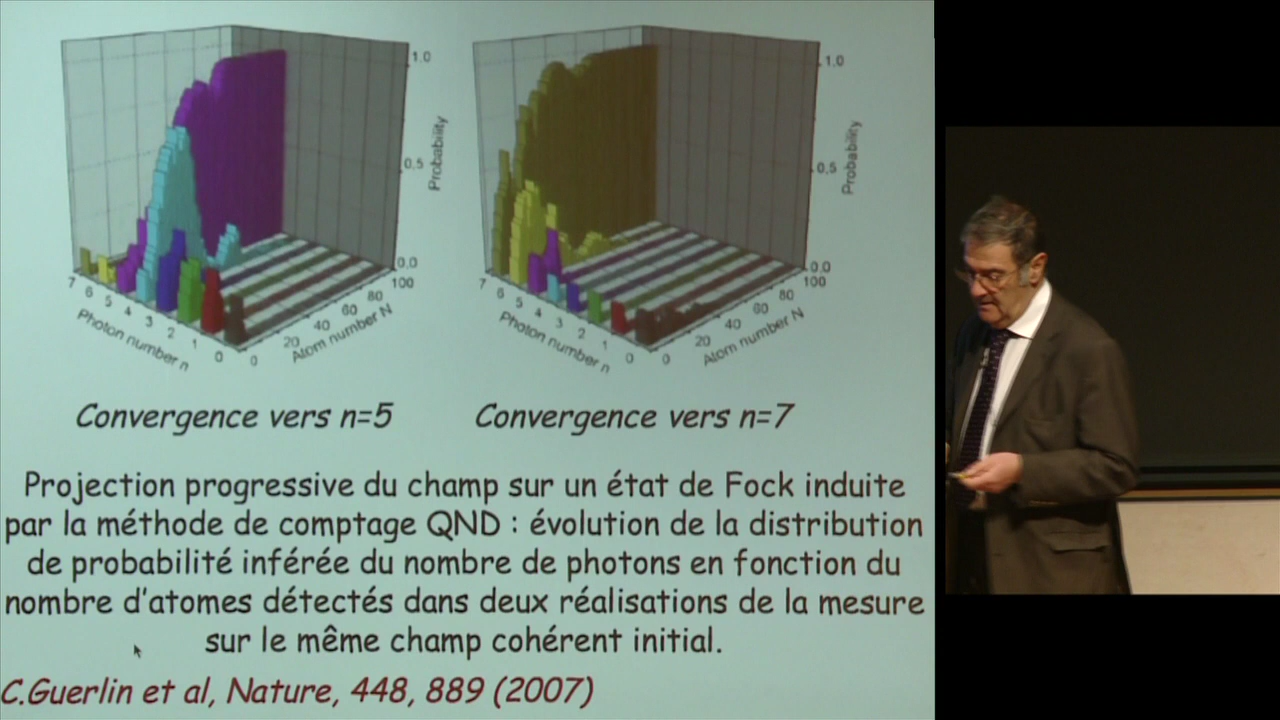 1.0
0,5
0,0
Probability
7 6 5 4 3 2 1 0
Photon number n
0 20 40 60 80 100
Atom number N
1.0
0,5
0,0
Probability
7 6 5 4 3 2 1 0
Photon number n
0 20 40 60 80 100
Atom number N
Convergence vers n=5
Convergence vers n=7
Projection progressive du champ sur un état de Fock induite
par la méthode de comptage QND : évolution de la distribution
de probabilité inférée du nombre de photons en fonction du
nombre d'atomes détectés dans deux réalisations de la mesure
sur le même champ cohérent initial.
C.Guerlin et al, Nature, 448, 889 (2007)